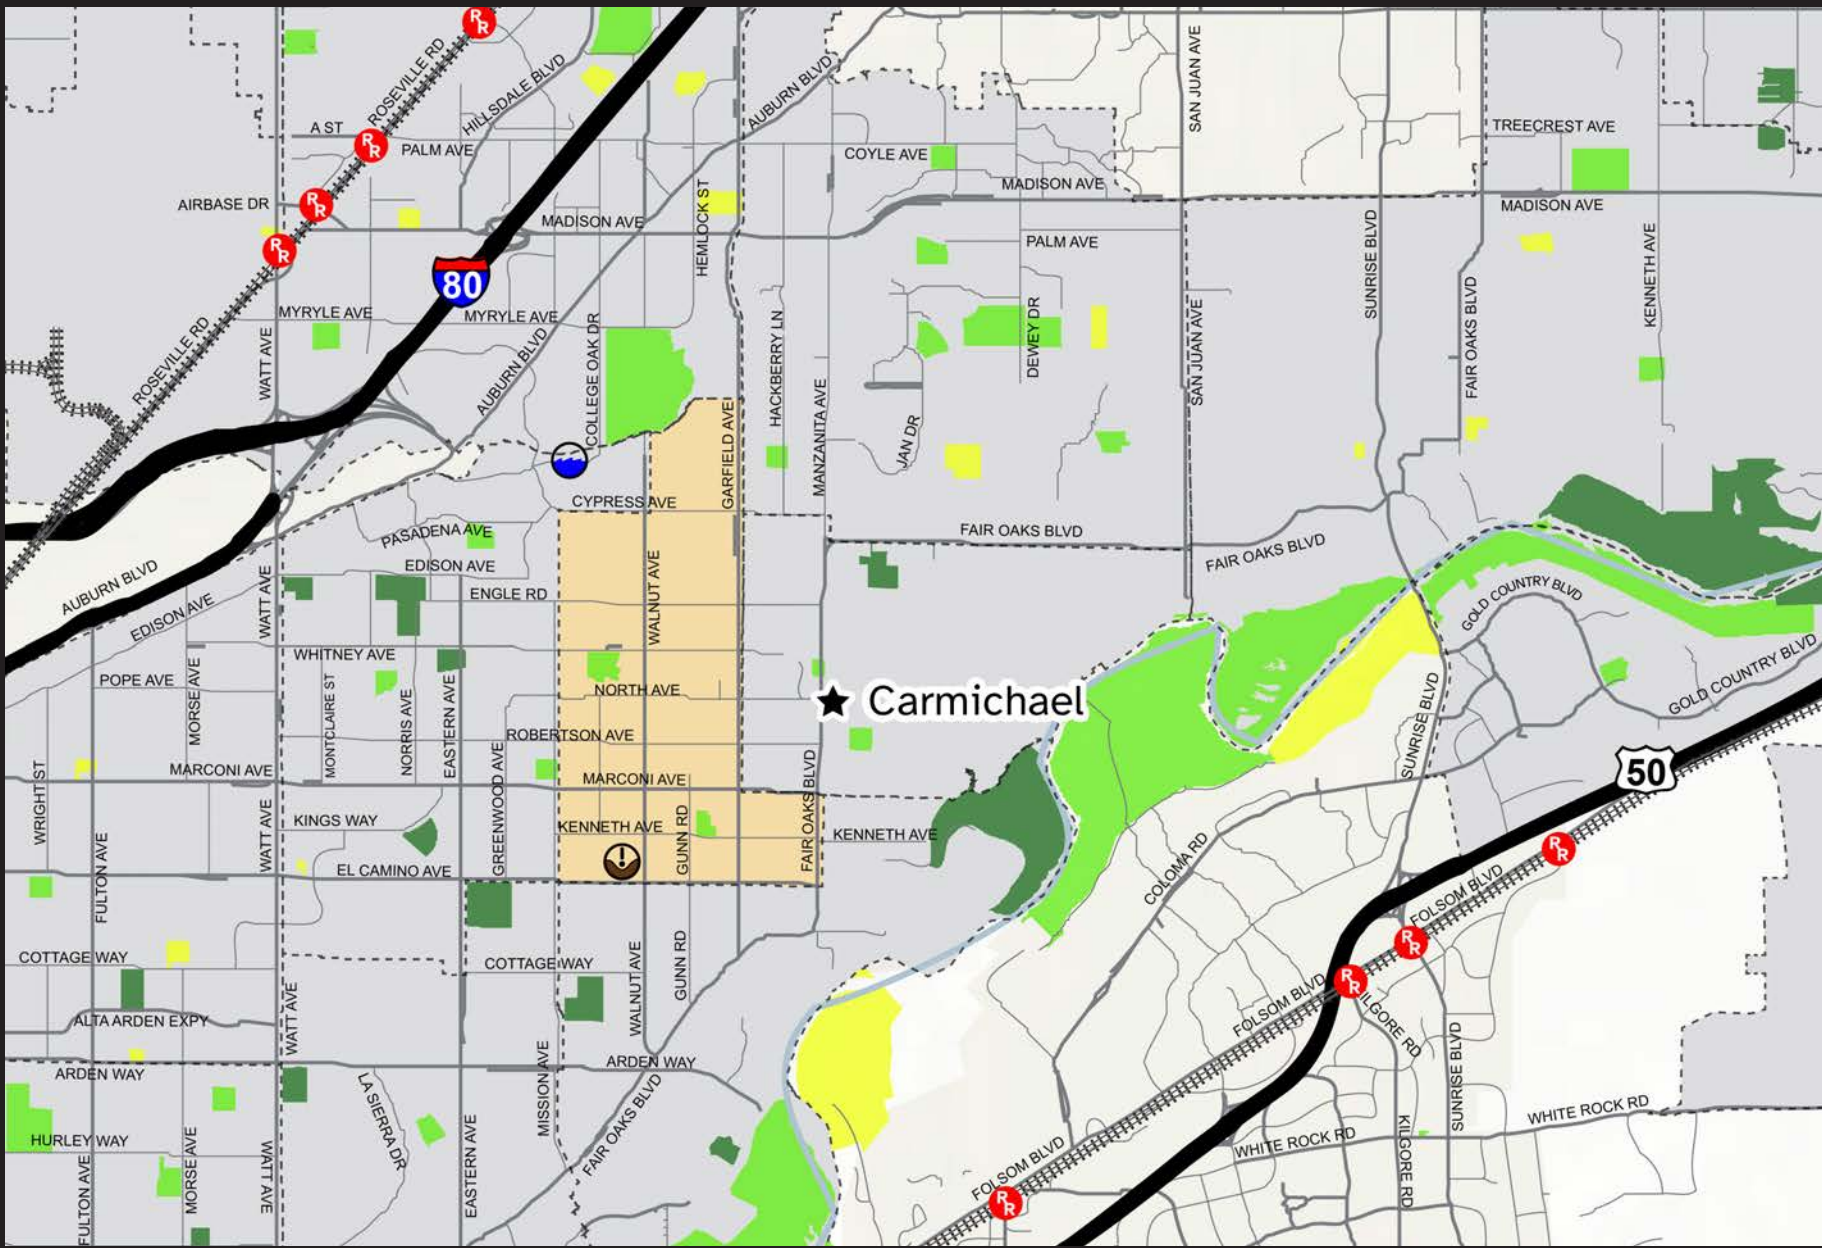 R R
ROSEVILLE RD
HILLSDALE BLVD
AUBURN BLVD
SAN JUAN AVE
A ST
R R
PALM AVE
COYLE AVE
TREECREST AVE
MADISON AVE
AIRBASE DR
R R
MADISON AVE
HEMLOCK ST
MADISON AVE
R R
PALM AVE
SUNRISE BLVD
KENNETH AVE
80
MYRYLE AVE
MYRYLE AVE
ROSEVILLE RD
WATT AVE
AUBURN BLVD
COLLEGE OAK DR
HACKBERRY LN
DEWEY DR
SAN JUAN AVE
FAIR OAKS BLVD
GARFIELD AVE
MANZANITA AVE
JAN DR
CYPRESS AVE
PASADENA AVE
FAIR OAKS BLVD
FAIR OAKS BLVD
EDISON AVE
AUBURN BLVD
EDISON AVE
WATT AVE
ENGLE RD
WALNUT AVE
GOLD COUNTRY BLVD
WHITNEY AVE
POPE AVE
MORSE AVE
MONTCLAIRE ST
NORRIS AVE
EASTERN AVE
NORTH AVE
Carmichael
GOLD COUNTRY BLVD
SUNRISE BLVD
ROBERTSON AVE
MARCONI AVE
GREENWOOD AVE
MARCONI AVE
FAIR OAKS BLVD
50
WRIGHT ST
WATT AVE
KINGS WAY
KENNETH AVE
GUNN RD
KENNETH AVE
FULTON AVE
EL CAMINO AVE
COLOMA RD
R R
FOLSOM BLVD
R R
COTTAGE WAY
COTTAGE WAY
WALNUT AVE
GUNN RD
R R
FOLSOM BLVD
KILGORE RD
ALTA ARDEN EXPY
WATT AVE
SUNRISE BLVD
ARDEN WAY
ARDEN WAY
LA SIERRA DR
MISSION AVE
FAIR OAKS BLVD
WHITE ROCK RD
WHITE ROCK RD
HURLEY WAY
FULTON AVE
MORSE AVE
WATT AVE
EASTERN AVE
FOLSOM BLVD
R R
KILGORE RD